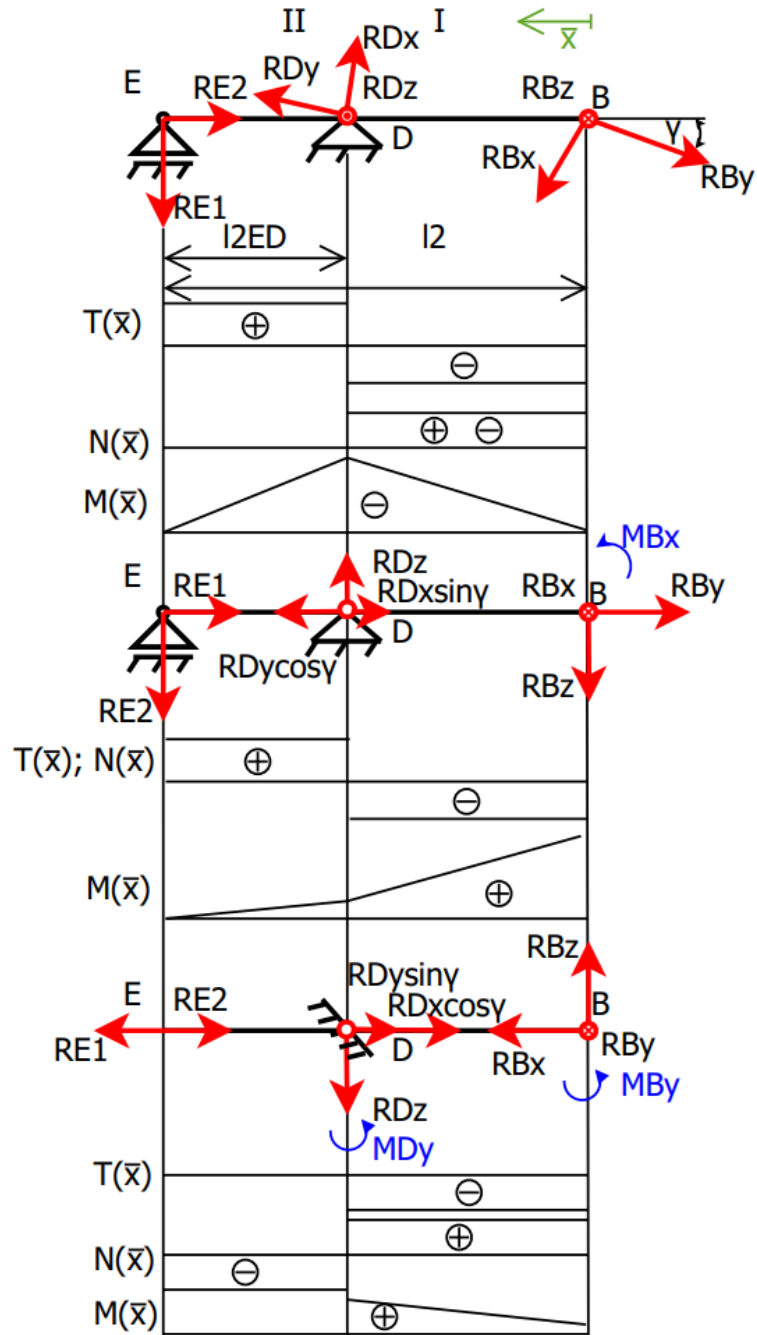 II I x̅
RDx
RDy
E RE2 RDz RBz B
D γ
RBx RBy
RE1
l2ED l2
T(x̅) ⊕
⊖
N(x̅) ⊕ ⊖
M(x̅) ⊖
MBx
E RE1 RDz RBx B RBy
RDxsinγ
D
RDycosγ RBz
RE2
T(x̅); N(x̅) ⊕
⊖
M(x̅) ⊕
RBz
RDysinγ
E RE2 RDxcosγ B
RE1 D RBx RBy
MBy
RDz
MDy
T(x̅) ⊖
⊕
N(x̅) ⊖
M(x̅) ⊕